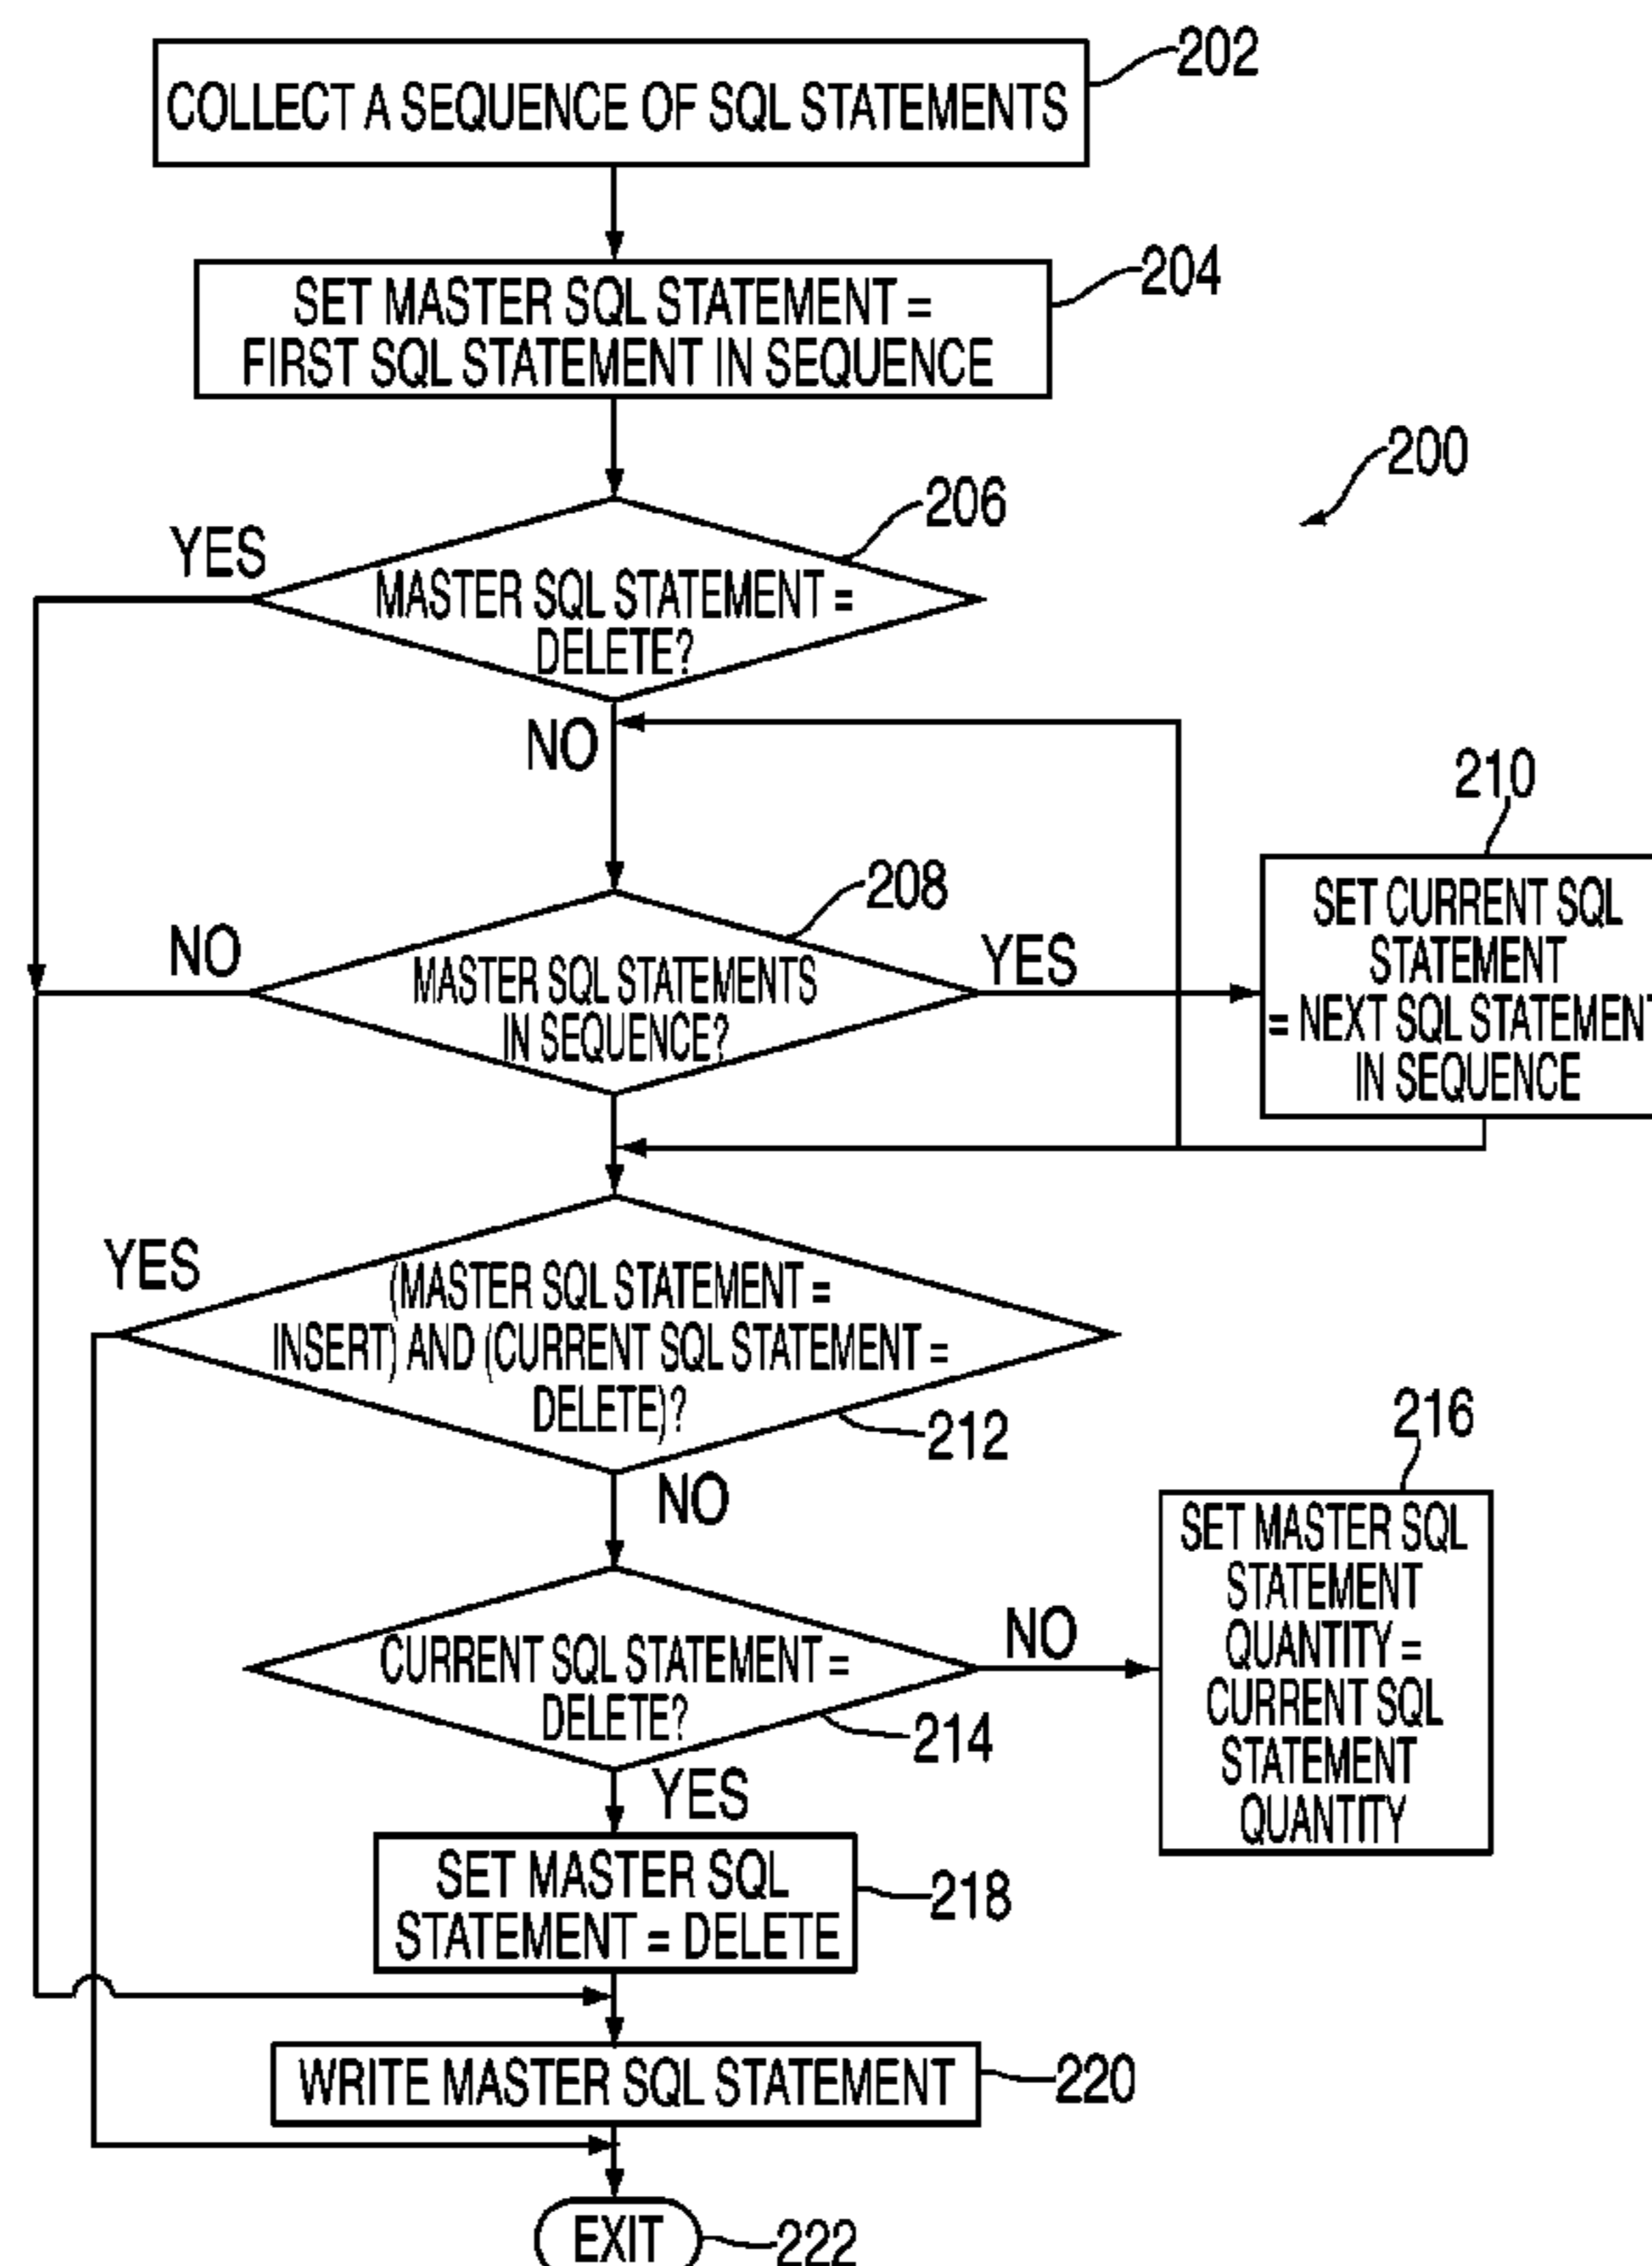 202
COLLECT A SEQUENCE OF SQL STATEMENTS
204
SET MASTER SQL STATEMENT =
FIRST SQL STATEMENT IN SEQUENCE
200
206
YES
MASTER SQL STATEMENT =
DELETE?
NO
210
208
NO
YES
MASTER SQL STATEMENTS
IN SEQUENCE?
SET CURRENT SQL
STATEMENT
= NEXT SQL STATEMENT
IN SEQUENCE
YES
(MASTER SQL STATEMENT =
INSERT) AND (CURRENT SQL STATEMENT =
DELETE)?
212
NO
216
SET MASTER SQL
STATEMENT
QUANTITY =
CURRENT SQL
STATEMENT
QUANTITY
CURRENT SQL STATEMENT =
DELETE?
NO
214
YES
SET MASTER SQL
STATEMENT = DELETE
218
WRITE MASTER SQL STATEMENT
220
EXIT
222